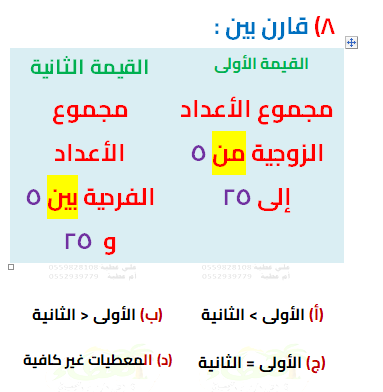 ٨) قارن بين :
القيمة الأولى
مجموع الأعداد
الزوجية من ٥
إلى ٢٥
القيمة الثانية
مجموع
الأعداد
الفردية بين ٥
و ٢٥
(أ) الأولى > الثانية
(ب) الأولى < الثانية
(ج) الأولى = الثانية
(د) المعطيات غير كافية